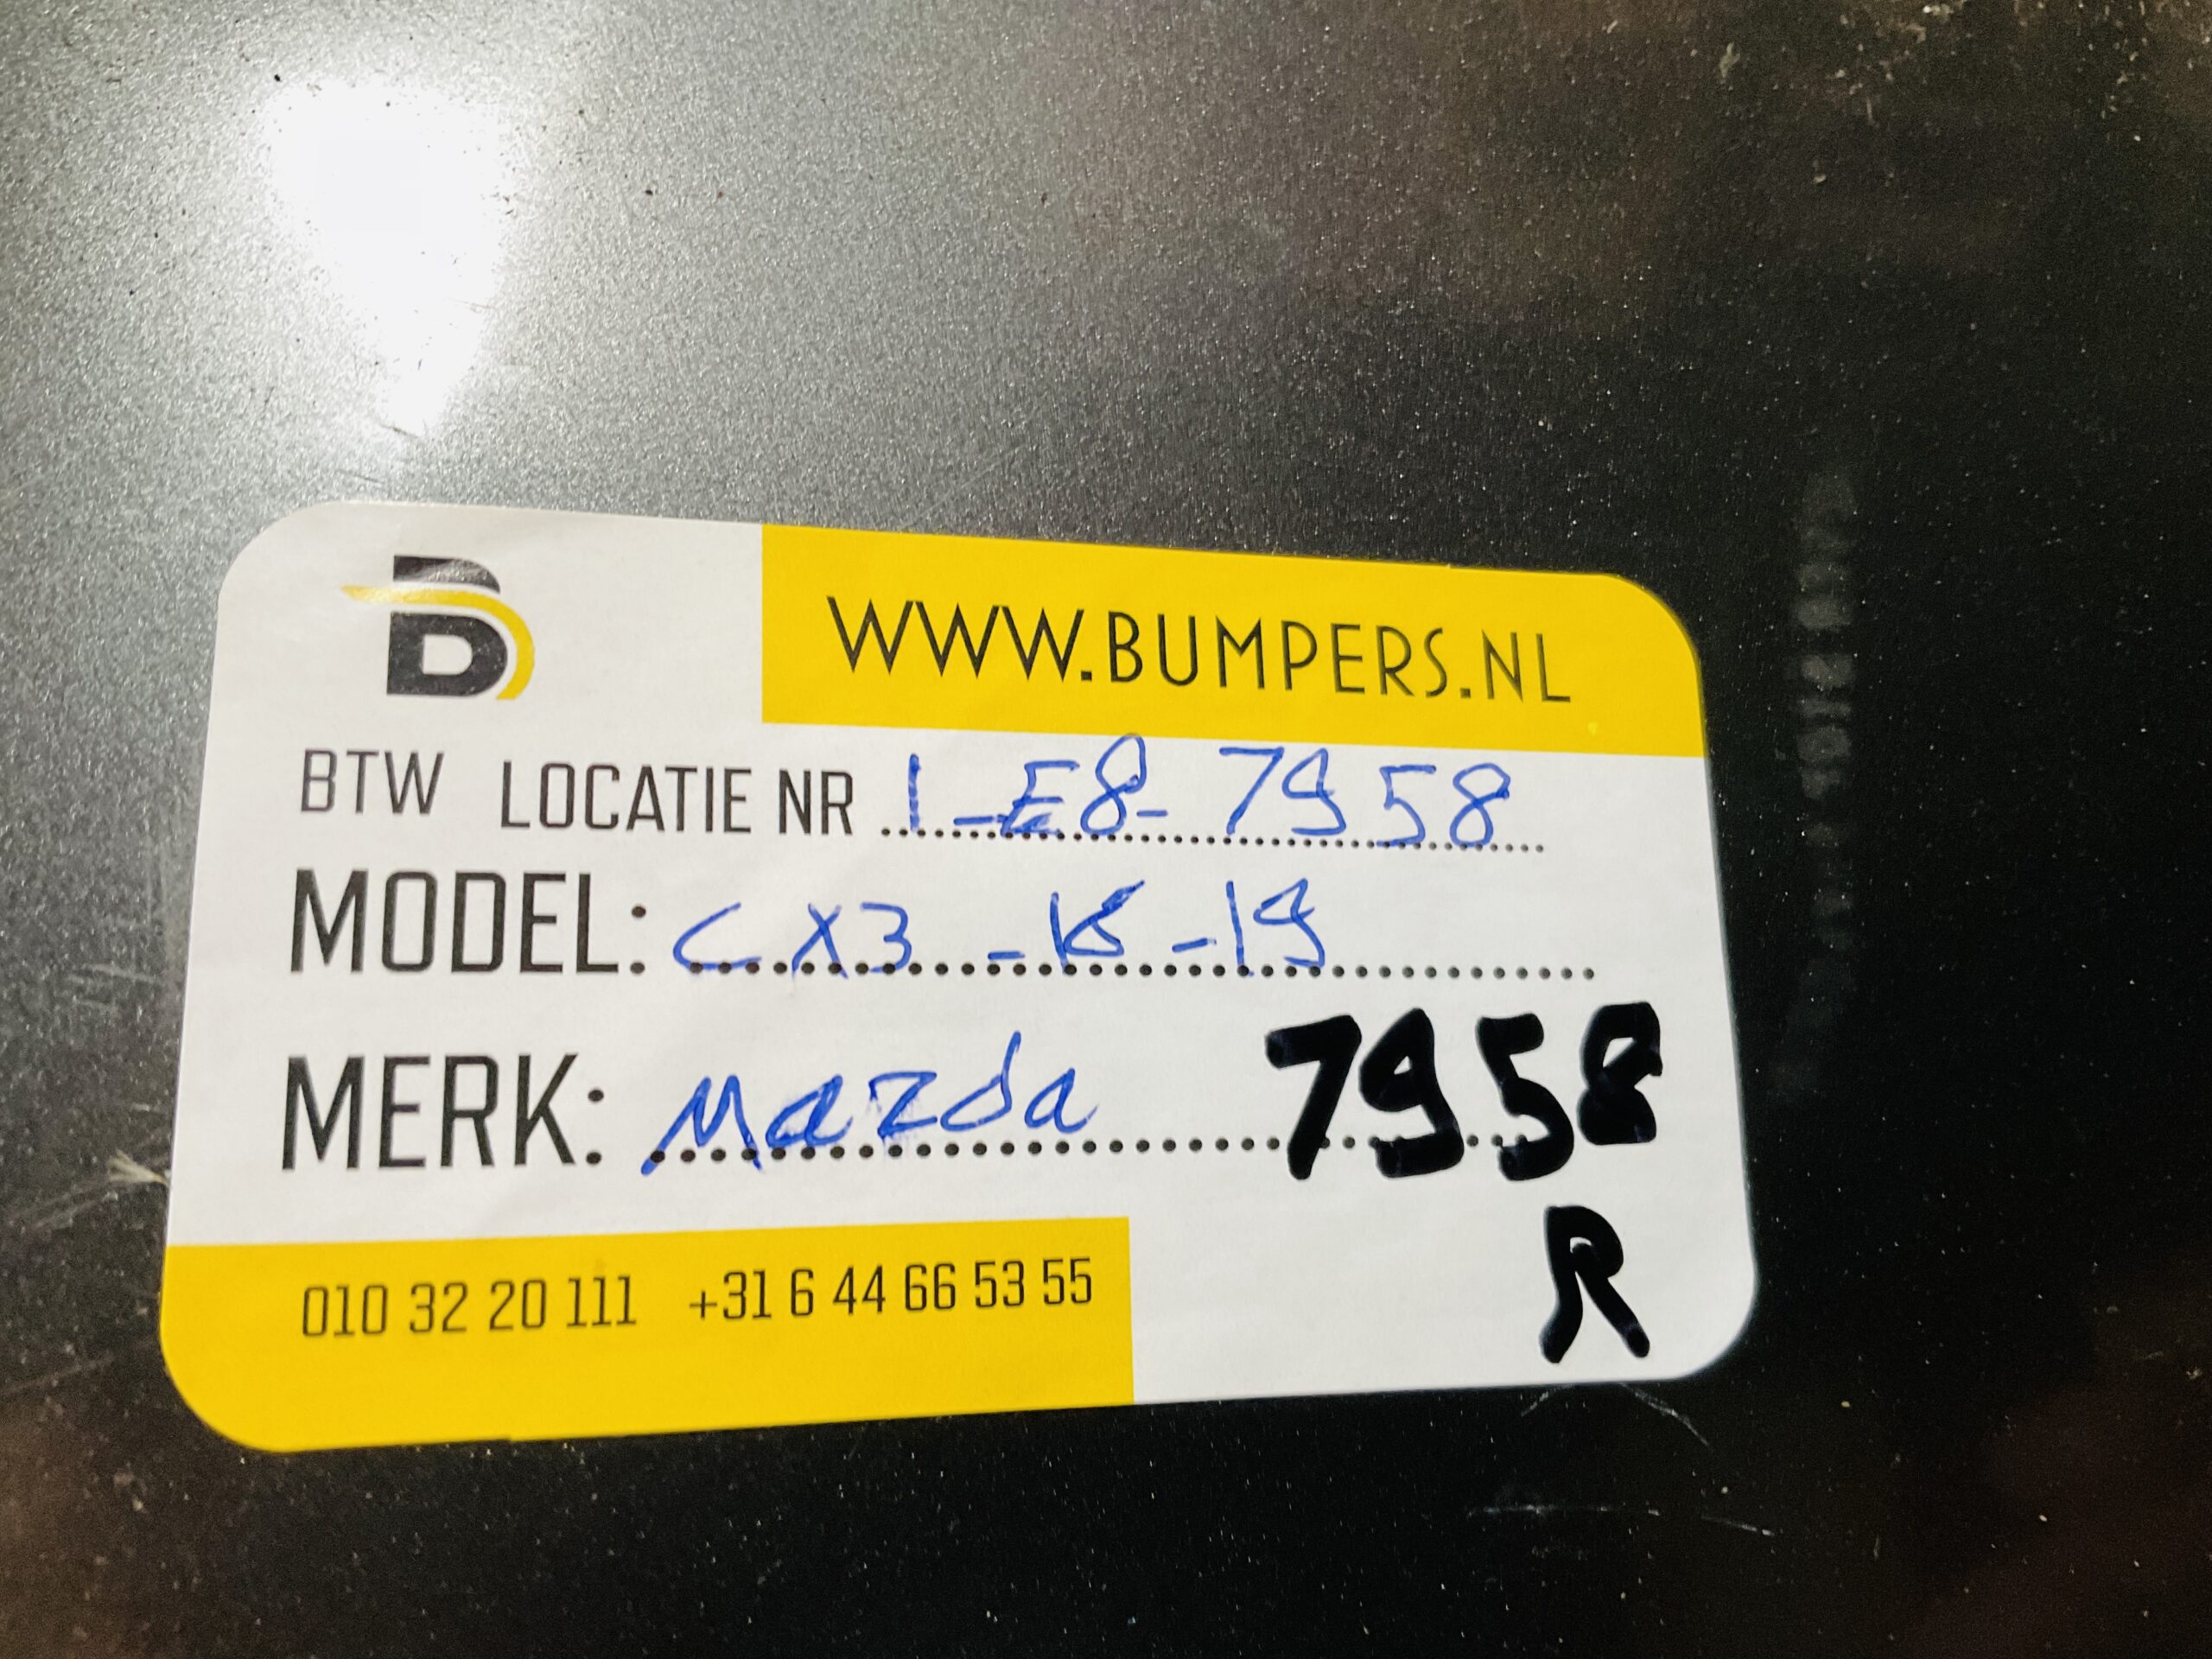 B WWW.BUMPERS.NL
BTW LOCATIE NR 1-E8-7958
MODEL: CX3 - K -19
MERK: Mazda 7958
R
010 32 20 111 +31 6 44 66 53 55